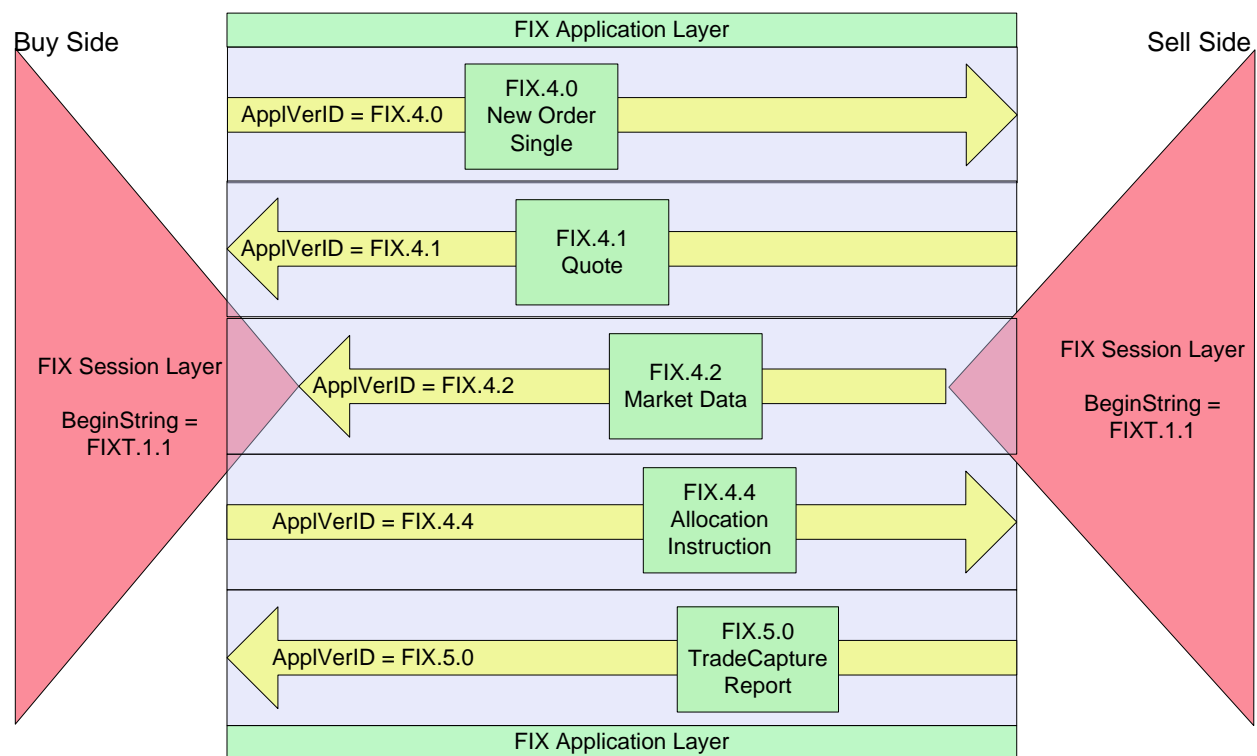 FIX Application Layer
Buy Side
Sell Side
ApplVerID = FIX.4.0
FIX.4.0
New Order
Single
ApplVerID = FIX.4.1
FIX.4.1
Quote
FIX Session Layer
BeginString =
FIXT.1.1
ApplVerID = FIX.4.2
FIX.4.2
Market Data
FIX Session Layer
BeginString =
FIXT.1.1
ApplVerID = FIX.4.4
FIX.4.4
Allocation
Instruction
ApplVerID = FIX.5.0
FIX.5.0
TradeCapture
Report
FIX Application Layer